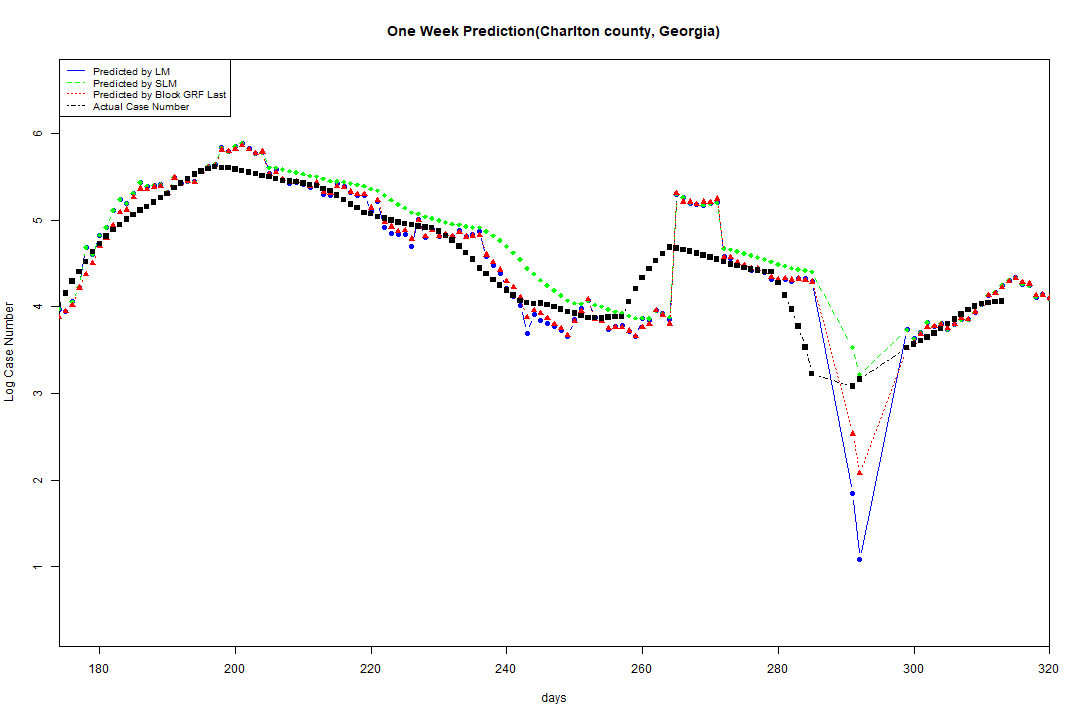 One Week Prediction(Charlton county, Georgia)
Predicted by LM
Predicted by SLM
Predicted by Block GRF Last
Actual Case Number
6
5
4
3
2
1
Log Case Number
180 200 220 240 260 280 300 320
days